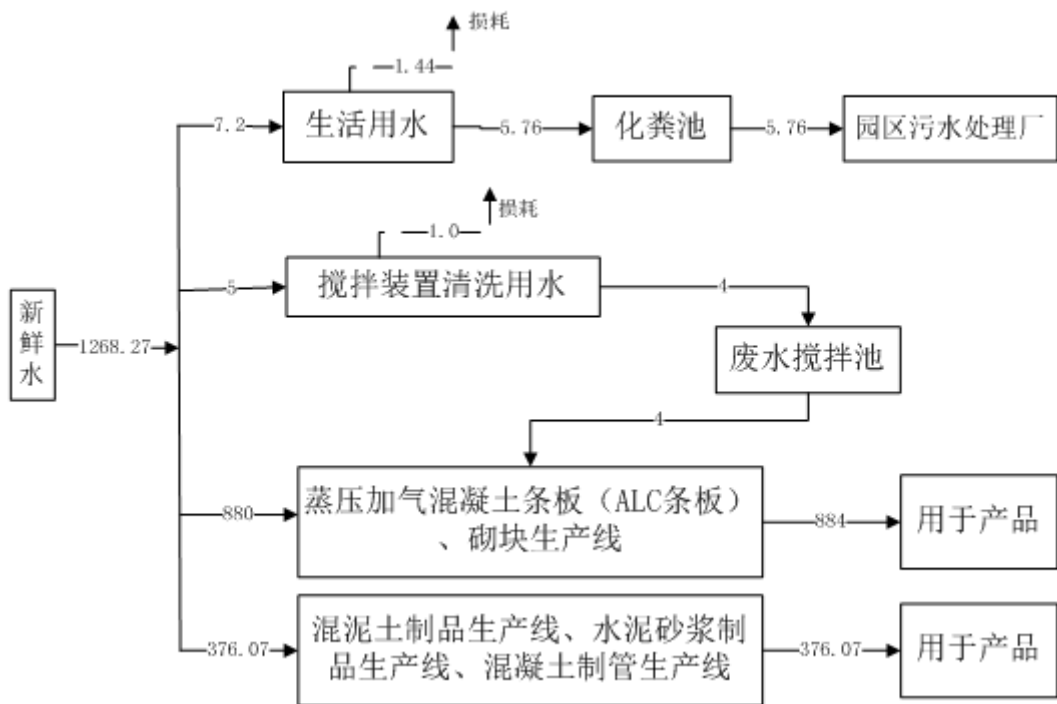 损耗
1.44
7.2
生活用水
5.76
化粪池
5.76
园区污水处理厂
损耗
1.0
5
搅拌装置清洗用水
4
新
鲜
水
1268.27
废水搅拌池
4
880
蒸压加气混凝土条板（ALC条板）
、砌块生产线
884
用于产品
376.07
混泥土制品生产线、水泥砂浆制
品生产线、混凝土制管生产线
376.07
用于产品